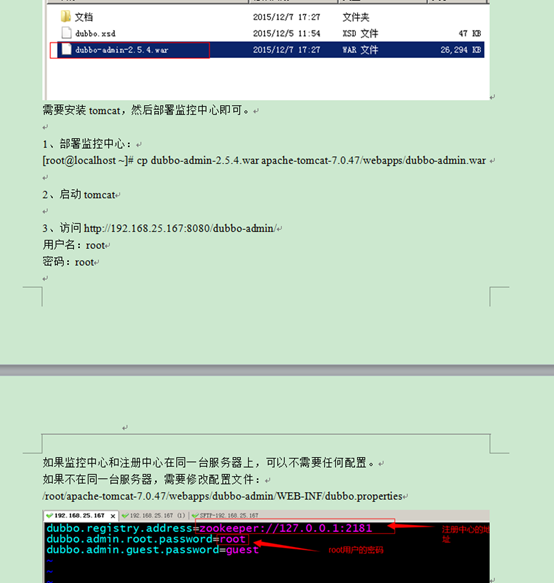 文档 2015/12/7 17:27 文件夹
dubbo.xsd 2015/12/5 11:54 XSD 文件 47 KB
dubbo-admin-2.5.4.war 2015/12/7 17:27 WAR 文件 26,294 KB
需要安装 tomcat，然后部署监控中心即可。
1、部署监控中心：
[root@localhost ~]# cp dubbo-admin-2.5.4.war apache-tomcat-7.0.47/webapps/dubbo-admin.war
2、启动 tomcat
3、访问 http://192.168.25.167:8080/dubbo-admin/
用户名：root
密码：root
如果监控中心和注册中心在同一台服务器上，可以不需要任何配置。
如果不在同一台服务器，需要修改配置文件：
/root/apache-tomcat-7.0.47/webapps/dubbo-admin/WEB-INF/dubbo.properties
192.168.25.167 × 192.168.25.167 (1) SFTP-192.168.25.167
dubbo.registry.address=zookeeper://127.0.0.1:2181 注册中心的地
址
dubbo.admin.root.password=root
dubbo.admin.guest.password=guest root用户的密码
~
~
~